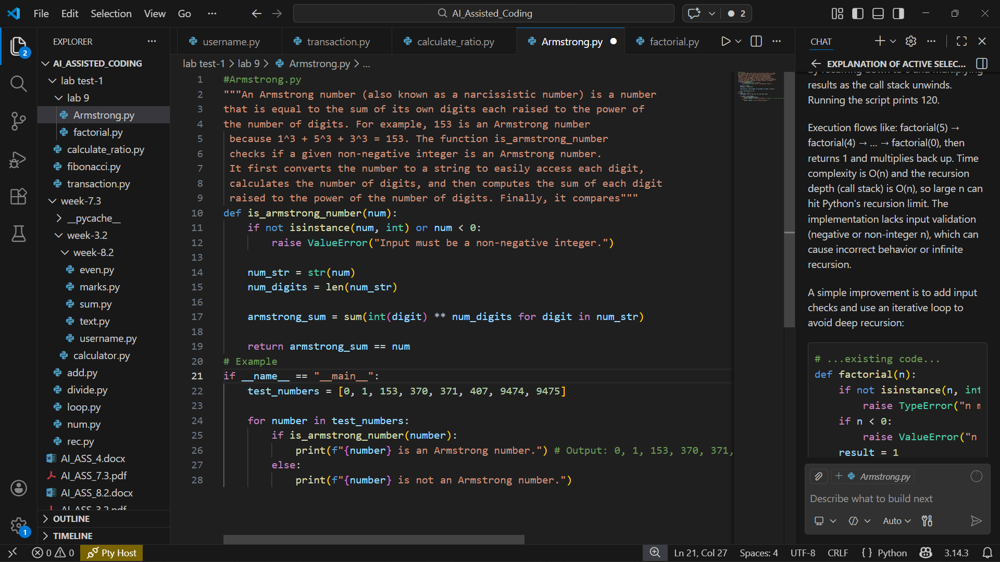 File Edit Selection View Go ... AI_Assisted_Coding 2
EXPLORER
2
AI_ASSISTED_CODING
lab test-1
lab 9
Armstrong.py
factorial.py
calculate_ratio.py
fibonacci.py
transaction.py
week-7.3
__pycache__
week-3.2
week-8.2
even.py
marks.py
sum.py
text.py
username.py
calculator.py
add.py
divide.py
loop.py
num.py
rec.py
AI_ASS_4.docx
AI_ASS_7.3.pdf
AI_ASS_8.2.docx
AI_ASS_3.2.pdf
OUTLINE
TIMELINE
1
username.py transaction.py calculate_ratio.py Armstrong.py factorial.py
lab test-1 > lab 9 > Armstrong.py > ...
1 #Armstrong.py
2 """An Armstrong number (also known as a narcissistic number) is a number
3 that is equal to the sum of its own digits each raised to the power of
4 the number of digits. For example, 153 is an Armstrong number
5 because 1^3 + 5^3 + 3^3 = 153. The function is_armstrong_number
6 checks if a given non-negative integer is an Armstrong number.
7 It first converts the number to a string to easily access each digit,
8 calculates the number of digits, and then computes the sum of each digit
9 raised to the power of the number of digits. Finally, it compares"""
10 def is_armstrong_number(num):
11 if not isinstance(num, int) or num < 0:
12 raise ValueError("Input must be a non-negative integer.")
13
14 num_str = str(num)
15 num_digits = len(num_str)
16
17 armstrong_sum = sum(int(digit) ** num_digits for digit in num_str)
18
19 return armstrong_sum == num
20 # Example
21 if __name__ == "__main__":
22 test_numbers = [0, 1, 153, 370, 371, 407, 9474, 9475]
23
24 for number in test_numbers:
25 if is_armstrong_number(number):
26 print(f"{number} is an Armstrong number.") # Output: 0, 1, 153, 370, 371,
27 else:
28 print(f"{number} is not an Armstrong number.")
CHAT
EXPLANATION OF ACTIVE SELEC...
by recurring down to 0 and multiplying
results as the call stack unwinds.
Running the script prints 120.
Execution flows like: factorial(5) →
factorial(4) → ... → factorial(0), then
returns 1 and multiplies back up. Time
complexity is O(n) and the recursion
depth (call stack) is O(n), so large n can
hit Python's recursion limit. The
implementation lacks input validation
(negative or non-integer n), which can
cause incorrect behavior or infinite
recursion.
A simple improvement is to add input
checks and use an iterative loop to
avoid deep recursion:
# ...existing code...
def factorial(n):
if not isinstance(n, int
raise TypeError("n m
if n < 0:
raise ValueError("n
result = 1
+ Armstrong.py
Describe what to build next
Auto
0 0 Pty Host
Ln 21, Col 27 Spaces: 4 UTF-8 CRLF { } Python 3.14.3